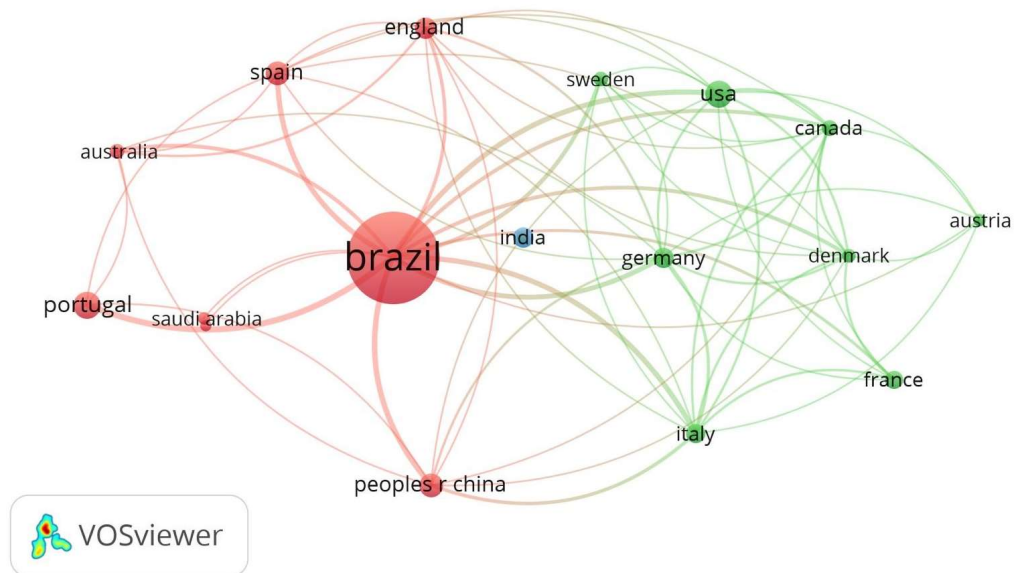 england
spain
sweden
usa
canada
australia
austria
india
brazil
germany
denmark
portugal
saudi arabia
france
italy
peoples r china
VOSviewer